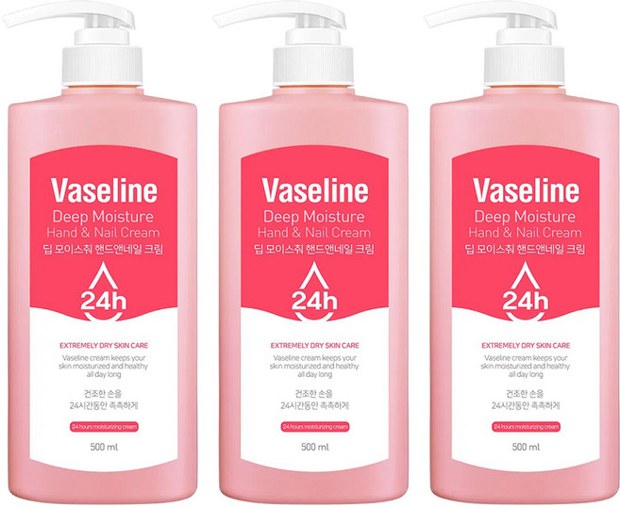 Vaseline
Deep Moisture
Hand & Nail Cream
딥 모이스춰 핸드앤네일 크림
24h
EXTREMELY DRY SKIN CARE
Vaseline cream keeps your
skin moisturized and healthy
all day long
건조한 손을
24시간동안 촉촉하게
24 hours moisturizing cream
500 ml
Vaseline
Deep Moisture
Hand & Nail Cream
딥 모이스춰 핸드앤네일 크림
24h
EXTREMELY DRY SKIN CARE
Vaseline cream keeps your
skin moisturized and healthy
all day long
건조한 손을
24시간동안 촉촉하게
24 hours moisturizing cream
500 ml
Vaseline
Deep Moisture
Hand & Nail Cream
딥 모이스춰 핸드앤네일 크림
24h
EXTREMELY DRY SKIN CARE
Vaseline cream keeps your
skin moisturized and healthy
all day long
건조한 손을
24시간동안 촉촉하게
24 hours moisturizing cream
500 ml